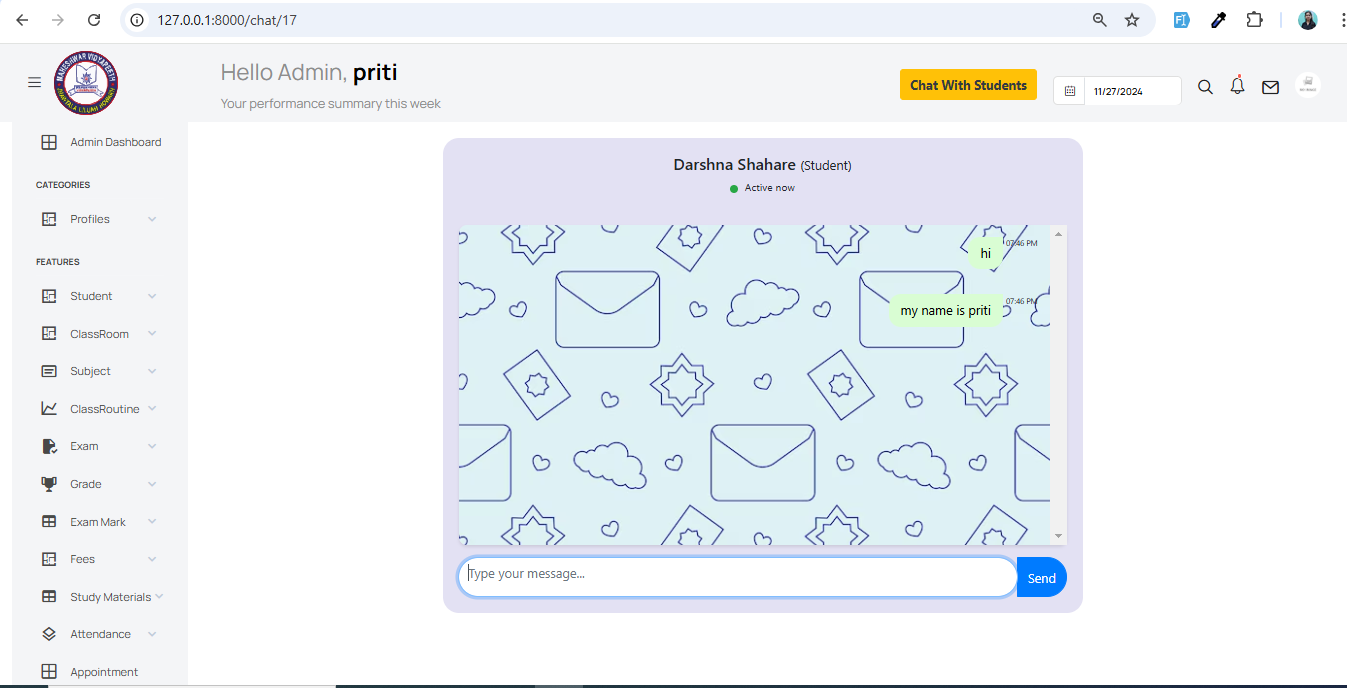 127.0.0.1:8000/chat/17
Hello Admin, priti
Your performance summary this week
Chat With Students
11/27/2024
Admin Dashboard
CATEGORIES
Profiles
FEATURES
Student
ClassRoom
Subject
ClassRoutine
Exam
Grade
Exam Mark
Fees
Study Materials
Attendance
Appointment
Darshna Shahare (Student)
Active now
hi
07:46 PM
my name is priti
07:46 PM
Type your message...
Send